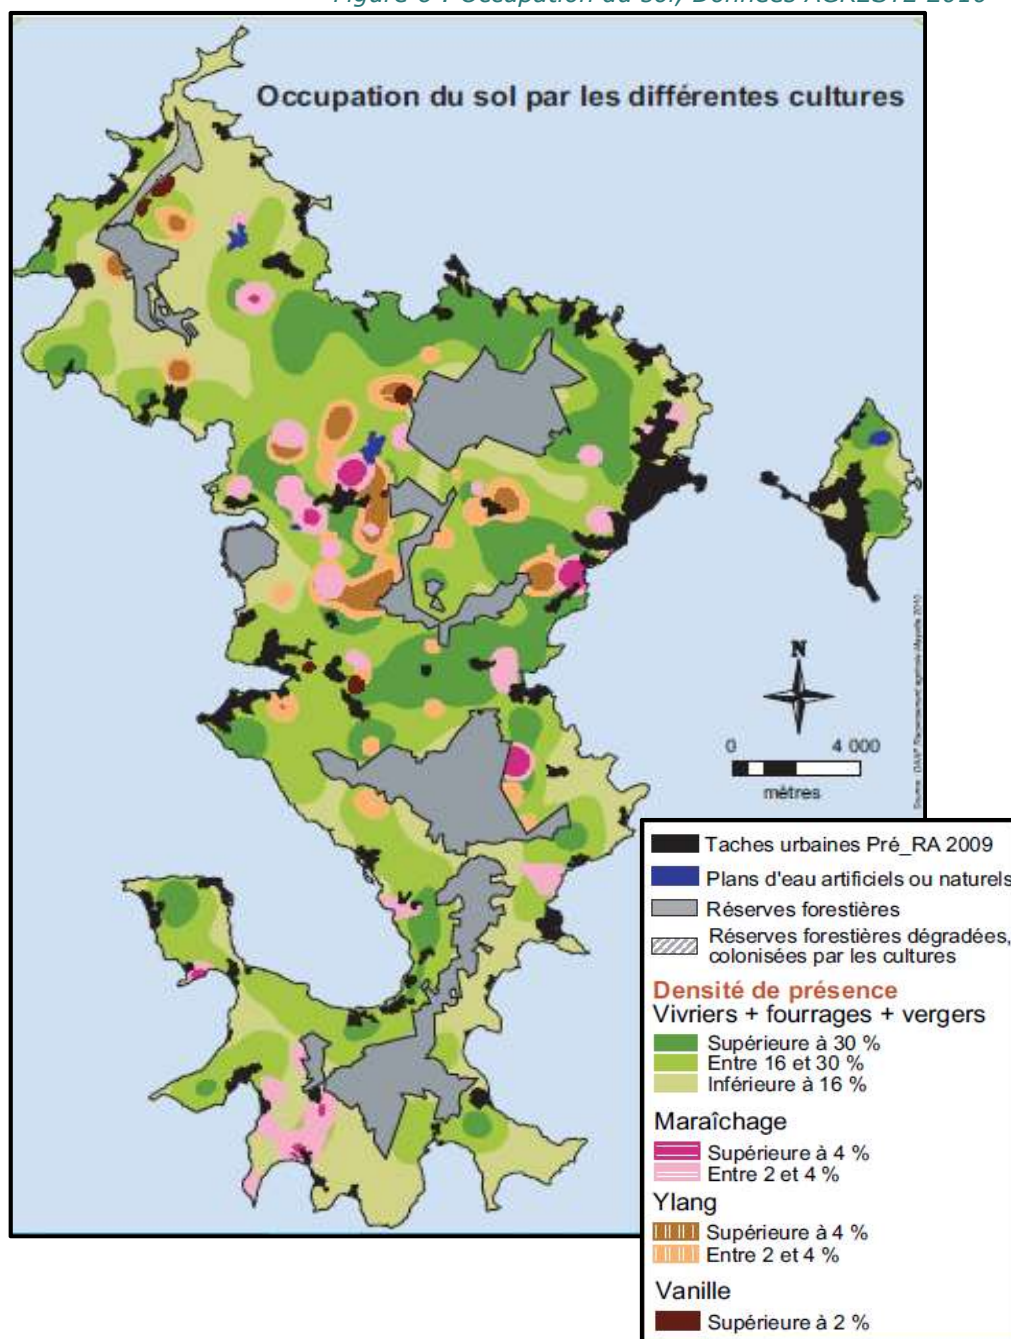 Occupation du sol par les différentes cultures
N
0 4 000
mètres
Taches urbaines Pré_RA 2009
Plans d'eau artificiels ou naturels
Réserves forestières
Réserves forestières dégradées,
colonisées par les cultures
Densité de présence
Vivriers + fourrages + vergers
Supérieure à 30 %
Entre 16 et 30 %
Inférieure à 16 %
Maraîchage
Supérieure à 4 %
Entre 2 et 4 %
Ylang
Supérieure à 4 %
Entre 2 et 4 %
Vanille
Supérieure à 2 %